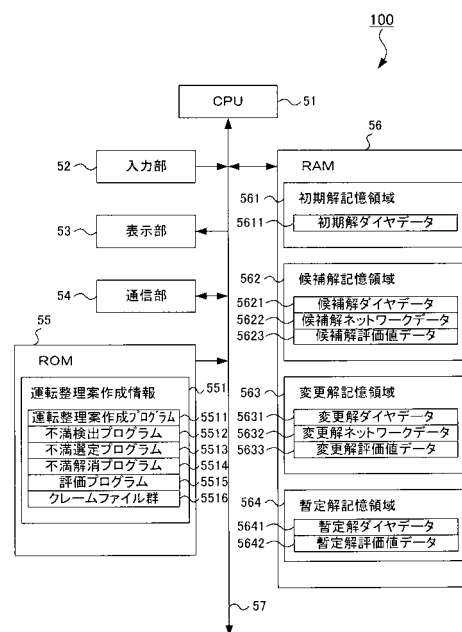 100
CPU
51
52
入力部
53
表示部
54
通信部
55
ROM
運転整理案作成情報
551
運転整理案作成プログラム
5511
不満検出プログラム
5512
不満選定プログラム
5513
不満解消プログラム
5514
評価プログラム
5515
クレームファイル群
5516
56
RAM
561
初期解記憶領域
5611
初期解ダイヤデータ
562
候補解記憶領域
5621
候補解ダイヤデータ
5622
候補解ネットワークデータ
5623
候補解評価値データ
563
変更解記憶領域
5631
変更解ダイヤデータ
5632
変更解ネットワークデータ
5633
変更解評価値データ
564
暫定解記憶領域
5641
暫定解ダイヤデータ
5642
暫定解評価値データ
57